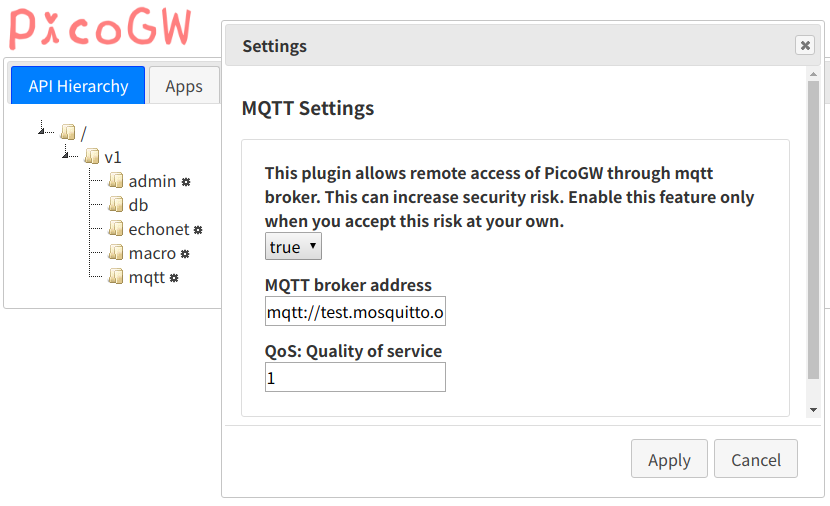 PicoGW
API Hierarchy
Apps
/
v1
admin
db
echonet
macro
mqtt
Settings
MQTT Settings
This plugin allows remote access of PicoGW through mqtt
broker. This can increase security risk. Enable this feature only
when you accept this risk at your own.
true
MQTT broker address
mqtt://test.mosquitto.o
QoS: Quality of service
1
Apply
Cancel